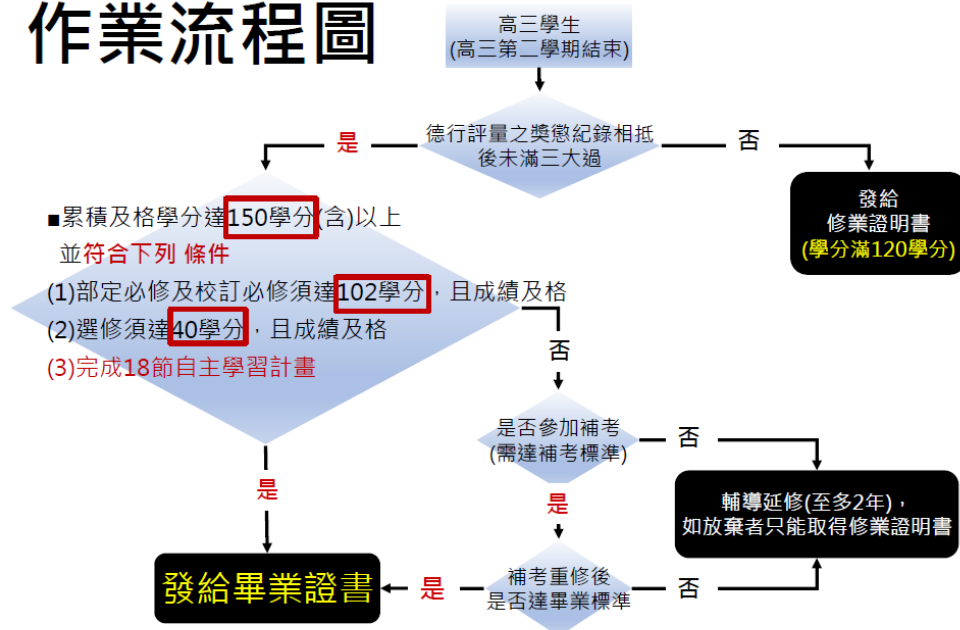 作業流程圖
高三學生
(高三第二學期結束)
德行評量之獎懲紀錄相抵
後未滿三大過
是
否
發給
修業證明書
(學分滿120學分)
■累積及格學分達150學分(含)以上
並符合下列 條件
(1)部定必修及校訂必修須達102學分，且成績及格
(2)選修須達40學分，且成績及格
(3)完成18節自主學習計畫
否
是否參加補考
(需達補考標準)
否
是
是
輔導延修(至多2年)，
如放棄者只能取得修業證明書
補考重修後
是否達畢業標準
否
是
發給畢業證書